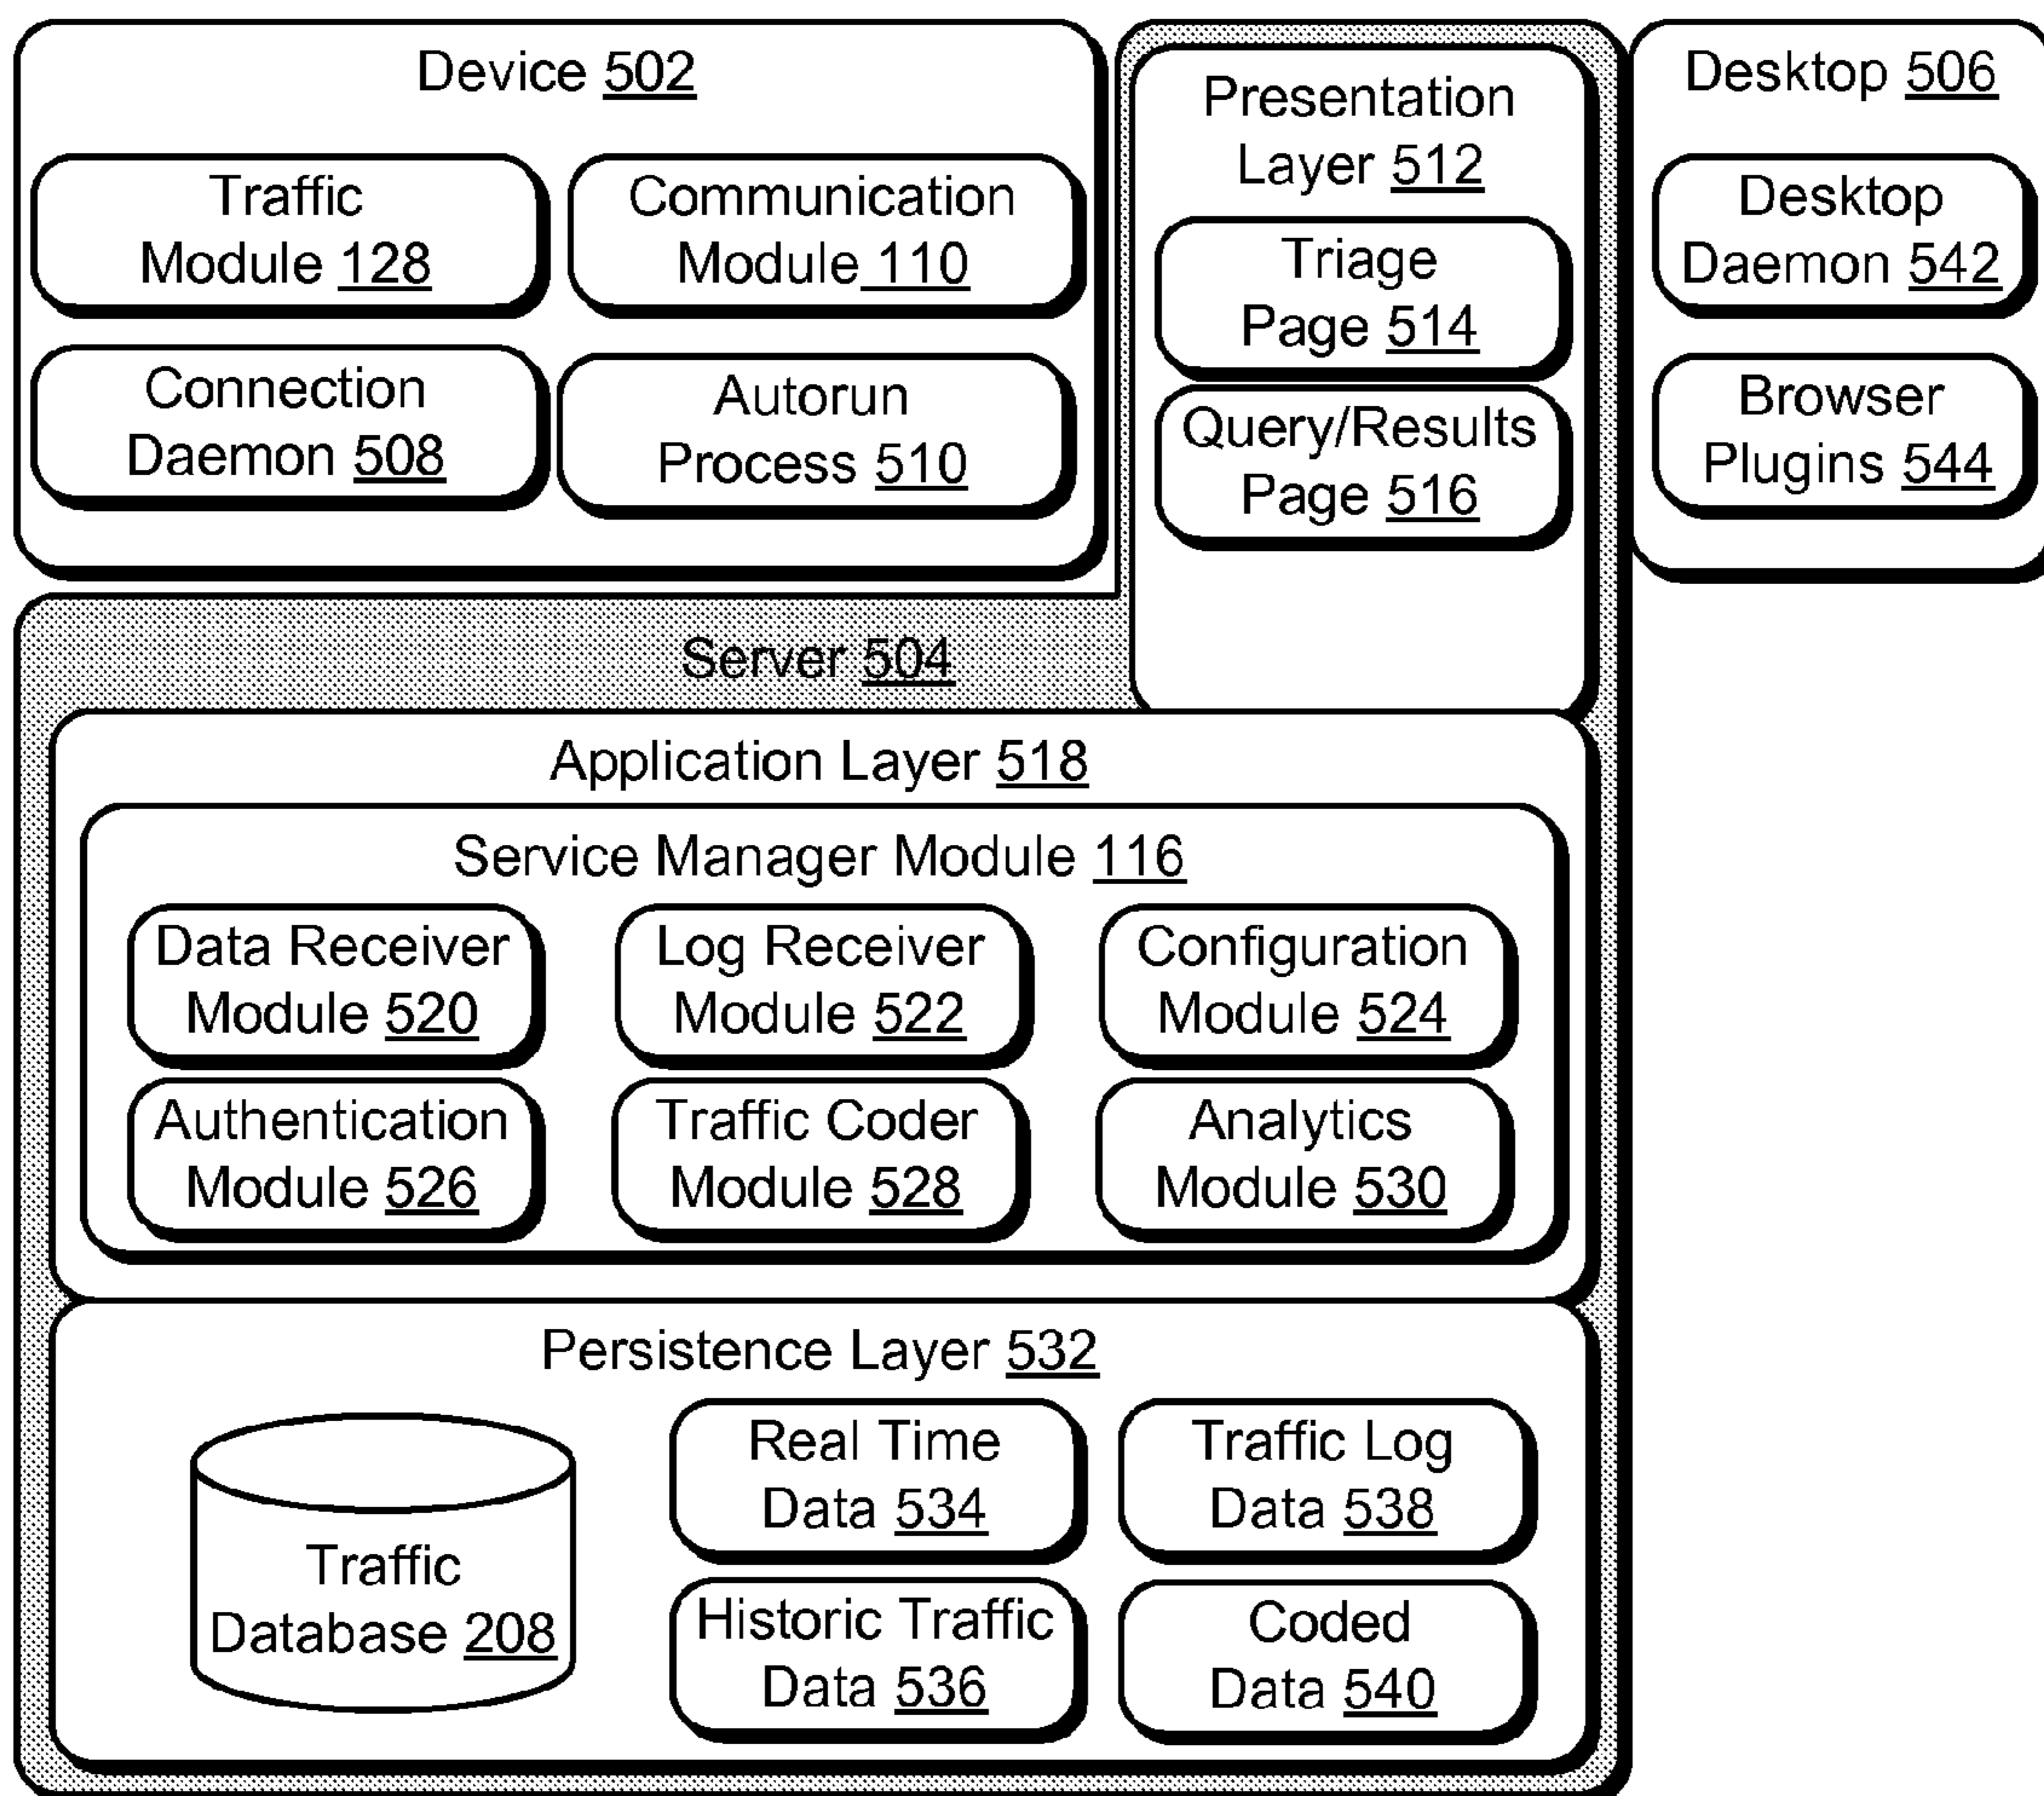 Device 502
Traffic
Module 128
Communication
Module 110
Connection
Daemon 508
Autorun
Process 510
Presentation
Layer 512
Triage
Page 514
Query/Results
Page 516
Desktop 506
Desktop
Daemon 542
Browser
Plugins 544
Server 504
Application Layer 518
Service Manager Module 116
Data Receiver
Module 520
Log Receiver
Module 522
Configuration
Module 524
Authentication
Module 526
Traffic Coder
Module 528
Analytics
Module 530
Persistence Layer 532
Traffic
Database 208
Real Time
Data 534
Traffic Log
Data 538
Historic Traffic
Data 536
Coded
Data 540